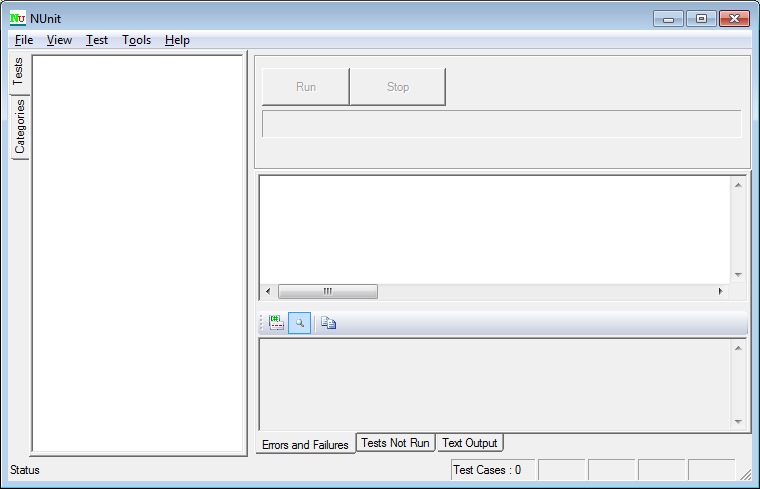 NUnit
File View Test Tools Help
Tests
Categories
Run Stop
Errors and Failures Tests Not Run Text Output
Status Test Cases : 0